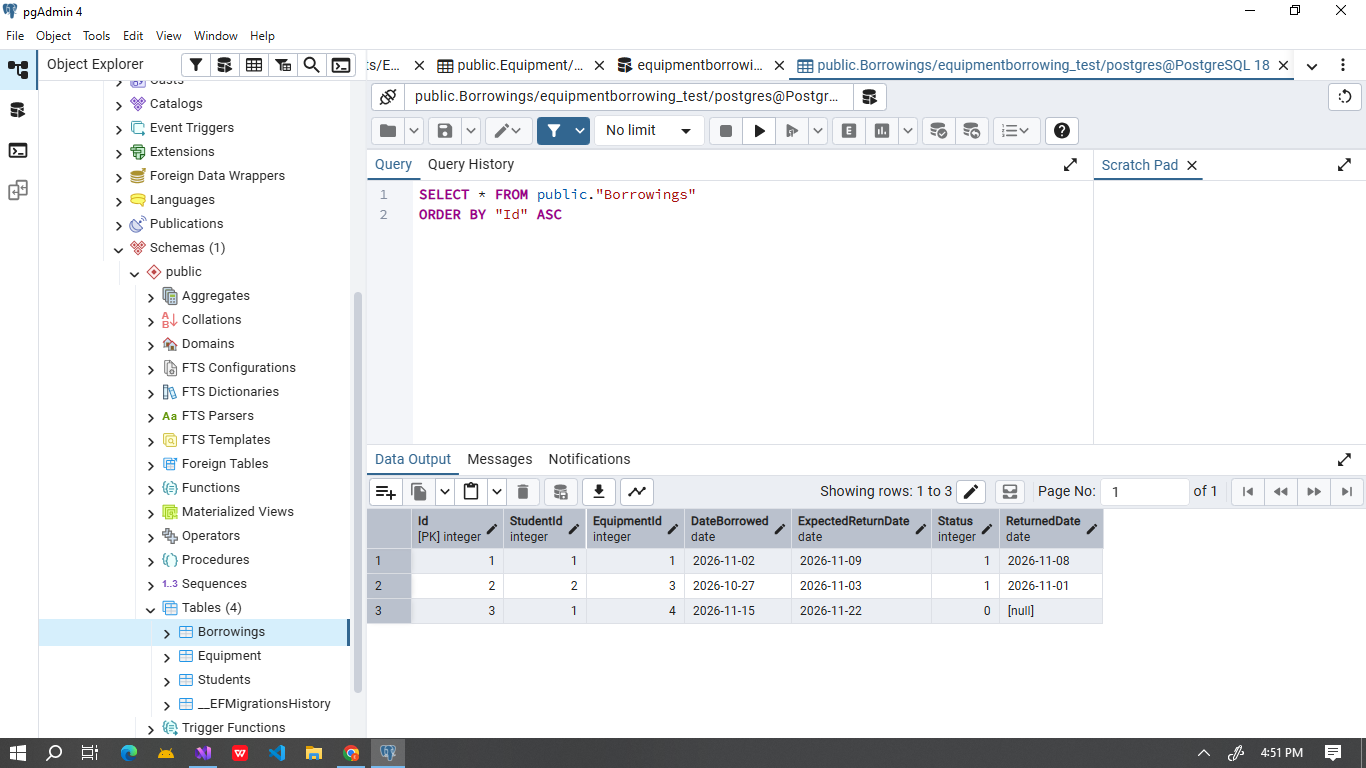 pgAdmin 4
File Object Tools Edit View Window Help
Object Explorer
ts/E...
public.Equipment/...
equipmentborrowi...
public.Borrowings/equipmentborrowing_test/postgres@PostgreSQL 18
public.Borrowings/equipmentborrowing_test/postgres@Postgr...
No limit
E
Query Query History
Scratch Pad
1 SELECT * FROM public."Borrowings"
2 ORDER BY "Id" ASC
Casts
Catalogs
Event Triggers
Extensions
Foreign Data Wrappers
Languages
Publications
Schemas (1)
public
Aggregates
Collations
Domains
FTS Configurations
FTS Dictionaries
Aa FTS Parsers
FTS Templates
Foreign Tables
Functions
Materialized Views
Operators
Procedures
1..3 Sequences
Tables (4)
Borrowings
Equipment
Students
__EFMigrationsHistory
Trigger Functions
Data Output Messages Notifications
Showing rows: 1 to 3 Page No: 1 of 1
Id StudentId EquipmentId DateBorrowed ExpectedReturnDate Status ReturnedDate
[PK] integer integer integer date date integer date
1 1 1 1 2026-11-02 2026-11-09 1 2026-11-08
2 2 2 3 2026-10-27 2026-11-03 1 2026-11-01
3 3 1 4 2026-11-15 2026-11-22 0 [null]
4:51 PM